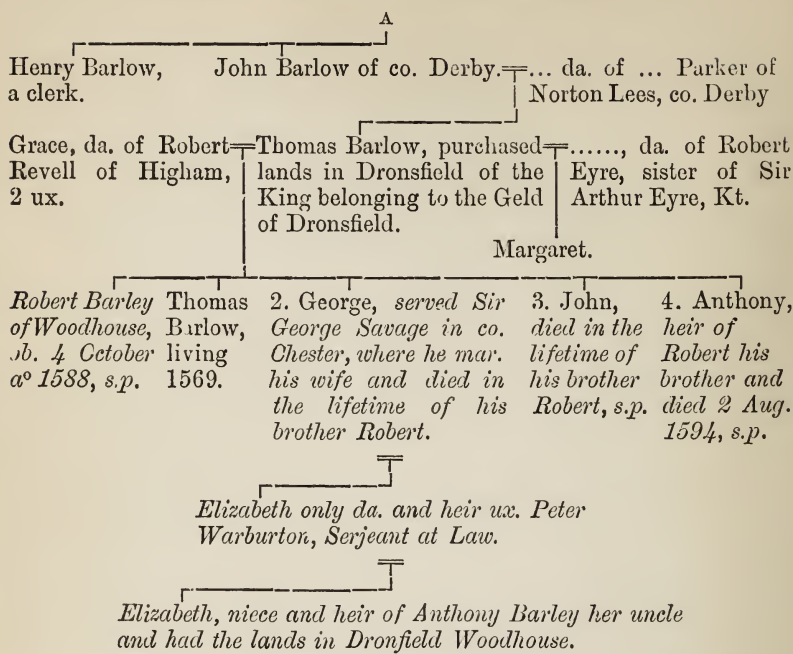 A
Henry Barlow,
a clerk.
John Barlow of co. Derby.
... da. of ... Parker of
Norton Lees, co. Derby
Grace, da. of Robert
Revell of Higham,
2 ux.
Thomas Barlow, purchased
lands in Dronsfield of the
King belonging to the Geld
of Dronsfield.
......, da. of Robert
Eyre, sister of Sir
Arthur Eyre, Kt.
Margaret.
Robert Barley
of Woodhouse,
ob. 4 October
aº 1588, s.p.
Thomas
Barlow,
living
1569.
2. George, served Sir
George Savage in co.
Chester, where he mar.
his wife and died in
the lifetime of his
brother Robert.
3. John,
died in the
lifetime of
his brother
Robert, s.p.
4. Anthony,
heir of
Robert his
brother and
died 2 Aug.
1594, s.p.
Elizabeth only da. and heir ux. Peter
Warburton, Serjeant at Law.
Elizabeth, niece and heir of Anthony Barley her uncle
and had the lands in Dronfield Woodhouse.